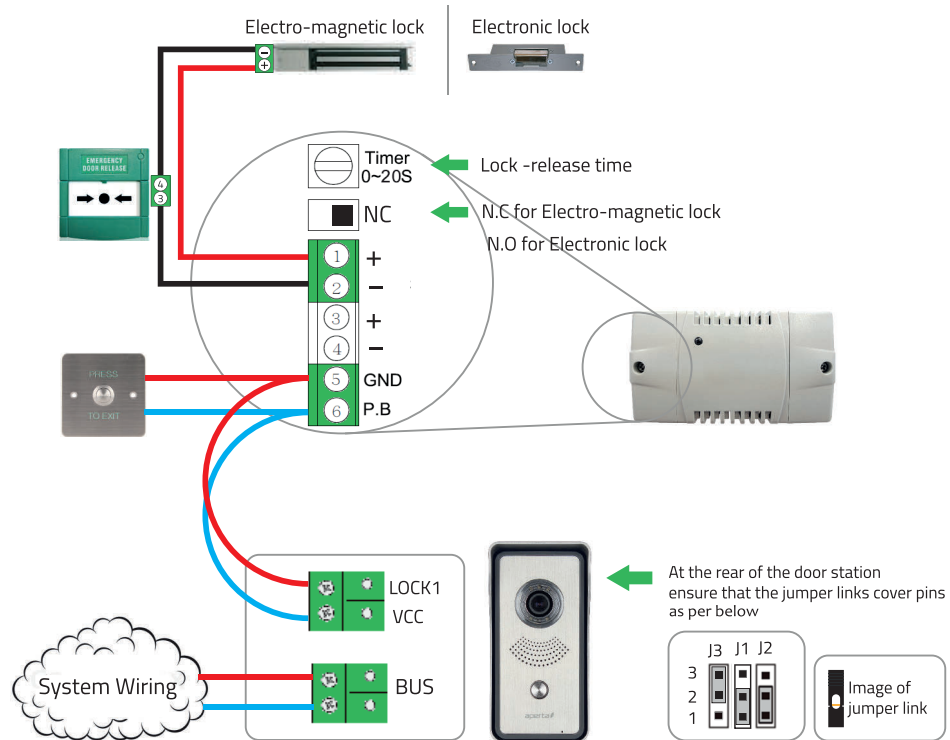 Electro-magnetic lock
Electronic lock
−
+
EMERGENCY
DOOR RELEASE
4
3
Timer
0~20S
Lock -release time
NC
N.C for Electro-magnetic lock
N.O for Electronic lock
1 +
2 −
3 +
4 −
5 GND
6 P.B
PRESS
TO EXIT
LOCK1
VCC
BUS
System Wiring
aperta
At the rear of the door station
ensure that the jumper links cover pins
as per below
J3 J1 J2
3
2
1
Image of
jumper link